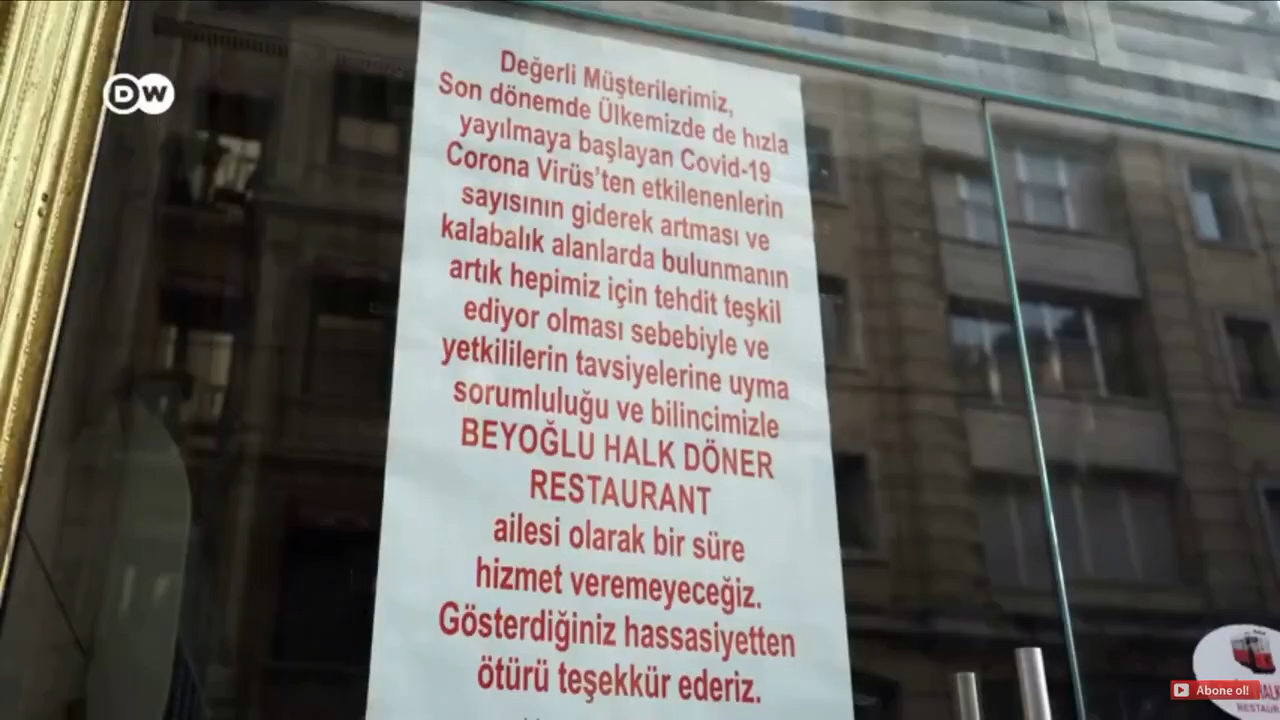 DW
Değerli Müşterilerimiz,
Son dönemde Ülkemizde de hızla
yayılmaya başlayan Covid-19
Corona Virüs'ten etkilenenlerin
sayısının giderek artması ve
kalabalık alanlarda bulunmanın
artık hepimiz için tehdit teşkil
ediyor olması sebebiyle ve
yetkililerin tavsiyelerine uyma
sorumluluğu ve bilincimizle
BEYOĞLU HALK DÖNER
RESTAURANT
ailesi olarak bir süre
hizmet veremeyeceğiz.
Gösterdiğiniz hassasiyetten
ötürü teşekkür ederiz.
Abone ol!